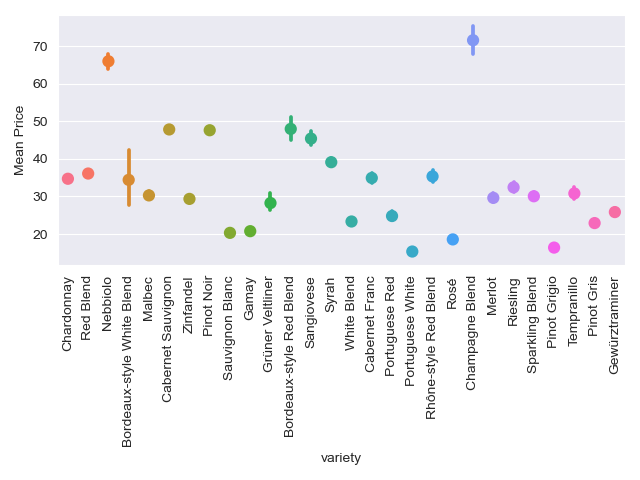 Mean Price
70
60
50
40
30
20
Chardonnay
Red Blend
Nebbiolo
Bordeaux-style White Blend
Malbec
Cabernet Sauvignon
Zinfandel
Pinot Noir
Sauvignon Blanc
Gamay
Grüner Veltliner
Bordeaux-style Red Blend
Sangiovese
Syrah
White Blend
Cabernet Franc
Portuguese Red
Portuguese White
Rhône-style Red Blend
Rosé
Champagne Blend
Merlot
Riesling
Sparkling Blend
Pinot Grigio
Tempranillo
Pinot Gris
Gewürztraminer
variety